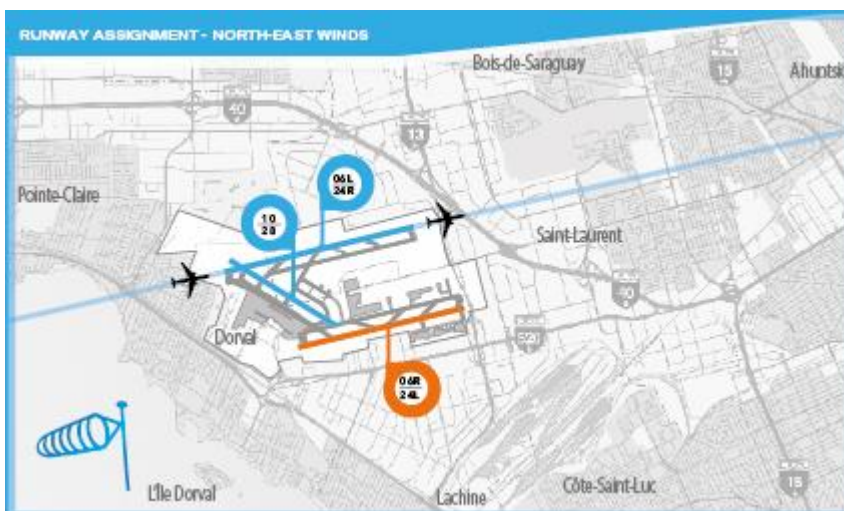 RUNWAY ASSIGNMENT - NORTH-EAST WINDS
Bois-de-Saraguay
15
Ahuntsic
40
13
Pointe-Claire
06L
24R
10
28
Saint-Laurent
40
Dorval
520
06R
24L
L'Île Dorval
Lachine
Côte-Saint-Luc
15